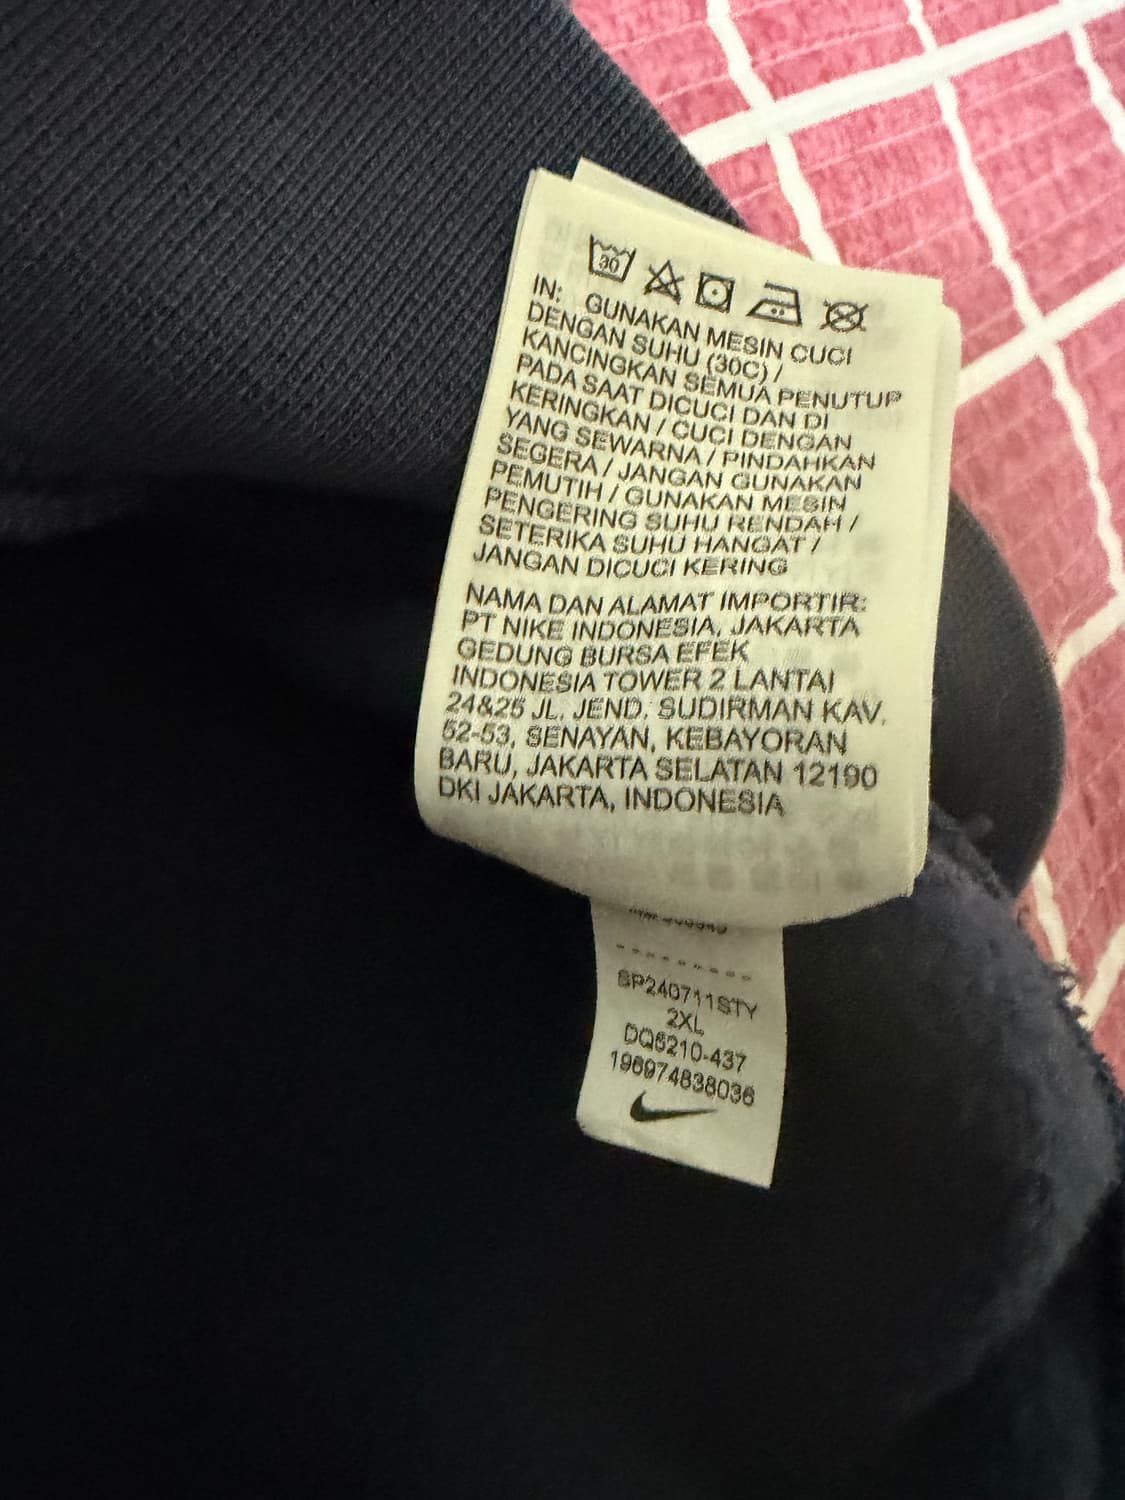 30
IN: GUNAKAN MESIN CUCI
DENGAN SUHU (30C) /
KANCINGKAN SEMUA PENUTUP
PADA SAAT DICUCI DAN DI
KERINGKAN / CUCI DENGAN
YANG SEWARNA / PINDAHKAN
SEGERA / JANGAN GUNAKAN
PEMUTIH / GUNAKAN MESIN
PENGERING SUHU RENDAH /
SETERIKA SUHU HANGAT /
JANGAN DICUCI KERING
NAMA DAN ALAMAT IMPORTIR:
PT NIKE INDONESIA, JAKARTA
GEDUNG BURSA EFEK
INDONESIA TOWER 2 LANTAI
24&25 JL. JEND. SUDIRMAN KAV.
52-53, SENAYAN, KEBAYORAN
BARU, JAKARTA SELATAN 12190
DKI JAKARTA, INDONESIA
SP240711STY
2XL
DQ6210-437
196974838036